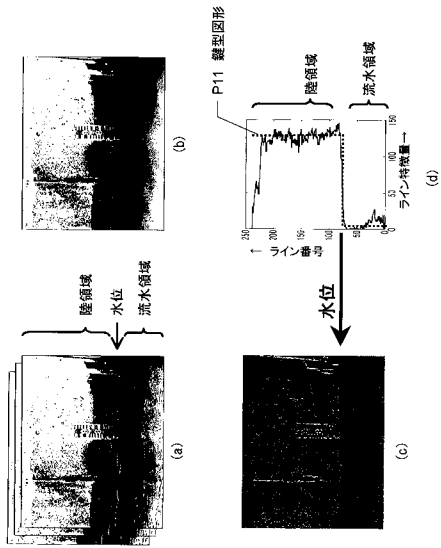 陸領域
水位
流水領域
(a)
(b)
水位
(c)
P11 鍵型図形
陸領域
流水領域
↑ ライン番号
250
200
150
100
50
0
0
50
100
150
ライン特徴量→
(d)